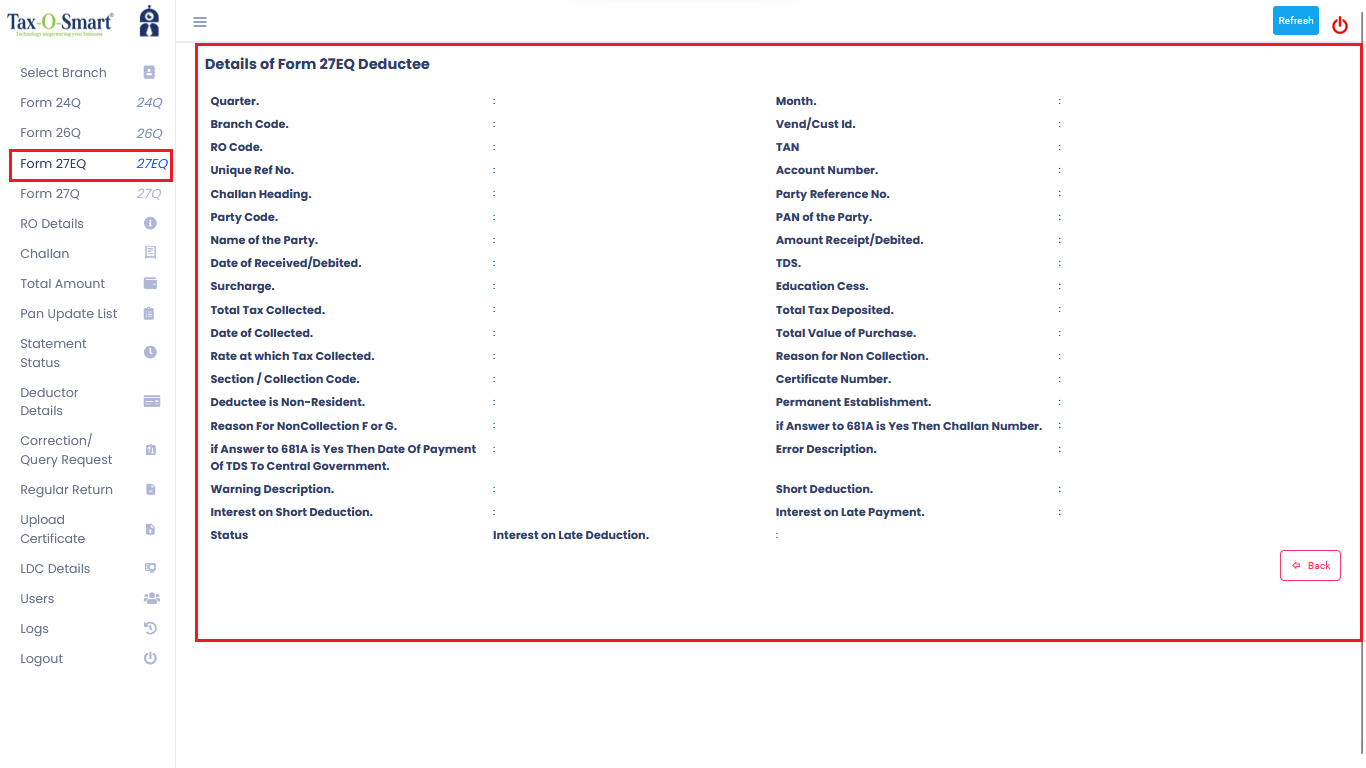 Tax-O-Smart®
Technology empowering your business
Refresh
Select Branch
Form 24Q 24Q
Form 26Q 26Q
Form 27EQ 27EQ
Form 27Q 27Q
RO Details
Challan
Total Amount
Pan Update List
Statement
Status
Deductor
Details
Correction/
Query Request
Regular Return
Upload
Certificate
LDC Details
Users
Logs
Logout
Details of Form 27EQ Deductee
Quarter. : Month. :
Branch Code. : Vend/Cust Id. :
RO Code. : TAN :
Unique Ref No. : Account Number. :
Challan Heading. : Party Reference No. :
Party Code. : PAN of the Party. :
Name of the Party. : Amount Receipt/Debited. :
Date of Received/Debited. : TDS. :
Surcharge. : Education Cess. :
Total Tax Collected. : Total Tax Deposited. :
Date of Collected. : Total Value of Purchase. :
Rate at which Tax Collected. : Reason for Non Collection. :
Section / Collection Code. : Certificate Number. :
Deductee is Non-Resident. : Permanent Establishment. :
Reason For NonCollection F or G. : if Answer to 681A is Yes Then Challan Number. :
if Answer to 681A is Yes Then Date Of Payment : Error Description. :
Of TDS To Central Government.
Warning Description. : Short Deduction. :
Interest on Short Deduction. : Interest on Late Payment. :
Status Interest on Late Deduction. :
Back